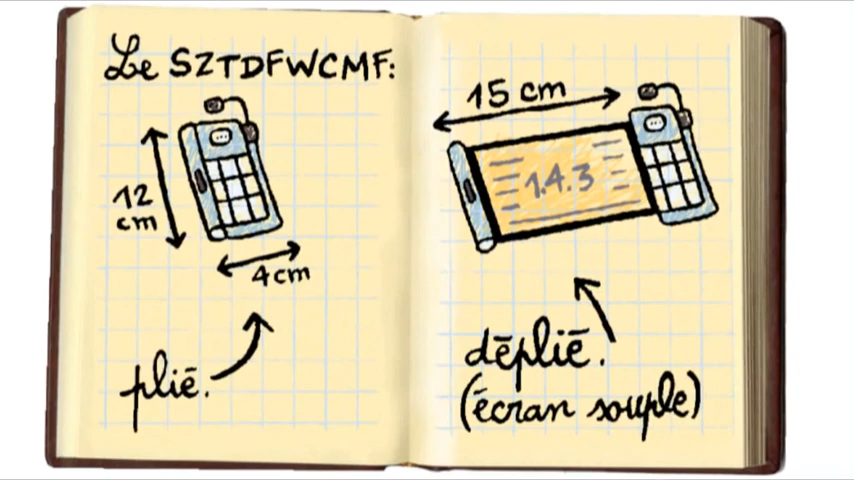 Le SZTDFWCMF:
12
cm
4cm
plié.
15 cm
1.4.3
déplié.
(écran souple)